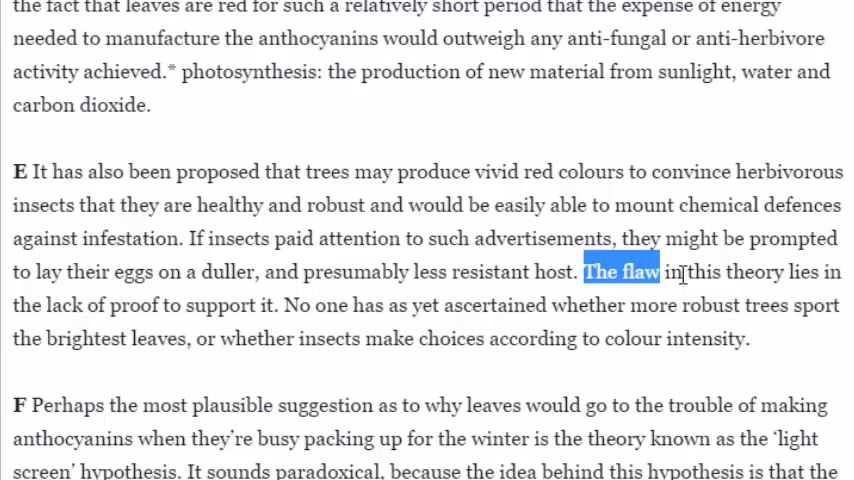 the fact that leaves are red for such a relatively short period that the expense of energy
needed to manufacture the anthocyanins would outweigh any anti-fungal or anti-herbivore
activity achieved.* photosynthesis: the production of new material from sunlight, water and
carbon dioxide.
E It has also been proposed that trees may produce vivid red colours to convince herbivorous
insects that they are healthy and robust and would be easily able to mount chemical defences
against infestation. If insects paid attention to such advertisements, they might be prompted
to lay their eggs on a duller, and presumably less resistant host. The flaw in this theory lies in
the lack of proof to support it. No one has as yet ascertained whether more robust trees sport
the brightest leaves, or whether insects make choices according to colour intensity.
F Perhaps the most plausible suggestion as to why leaves would go to the trouble of making
anthocyanins when they're busy packing up for the winter is the theory known as the 'light
screen' hypothesis. It sounds paradoxical, because the idea behind this hypothesis is that the